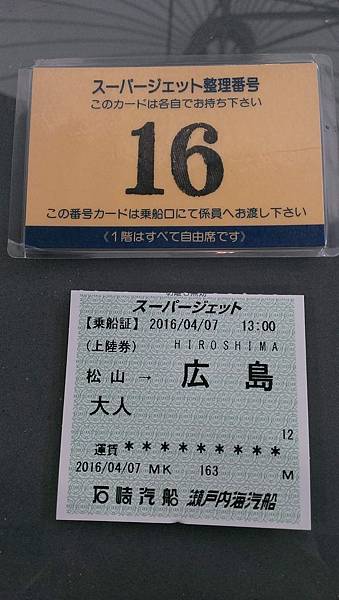 スーパージェット整理番号
このカードは各自でお持ち下さい
16
この番号カードは乗船口にて係員へお渡し下さい
《1階はすべて自由席です》
スーパージェット
【乗船証】 2016/04/07 13:00
(上陸券) HIROSHIMA
松山 → 広島
大人
12
運賃 *********
2016/04/07 MK 163 M
石崎汽船 瀬戸内海汽船